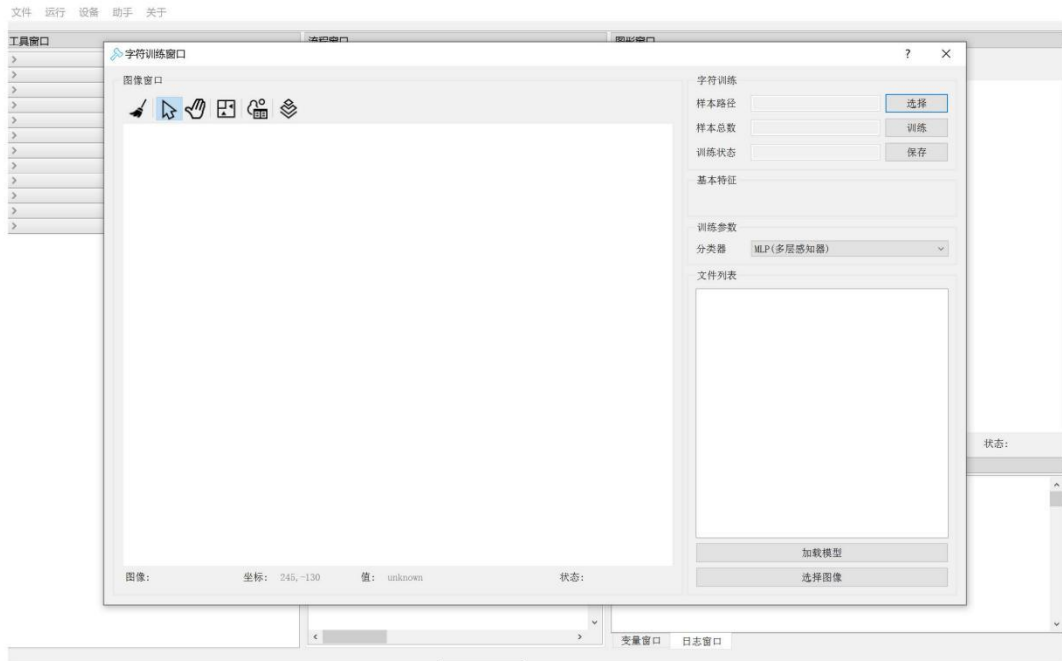 文件 运行 设备 助手 关于
工具窗口 流程窗口 图形窗口
字符训练窗口
图像窗口
字符训练
样本路径 选择
样本总数 训练
训练状态 保存
基本特征
训练参数
分类器 MLP(多层感知器)
文件列表
状态:
加载模型
图像: 坐标: 245,-130 值: unknown 状态: 选择图像
变量窗口 日志窗口